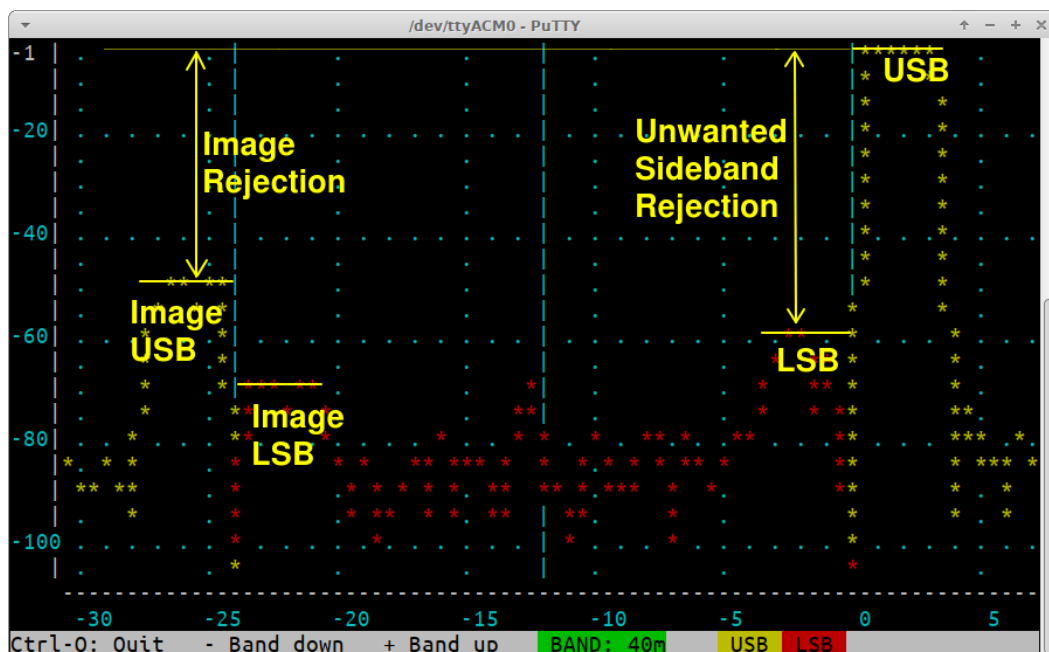 /dev/ttyACM0 - PuTTY
-1
USB
-20
Image
Rejection
Unwanted
Sideband
Rejection
-40
Image
USB
-60
LSB
Image
LSB
-80
-100
-30 -25 -20 -15 -10 -5 0 5
Ctrl-O: Quit - Band down + Band up BAND: 40m USB LSB